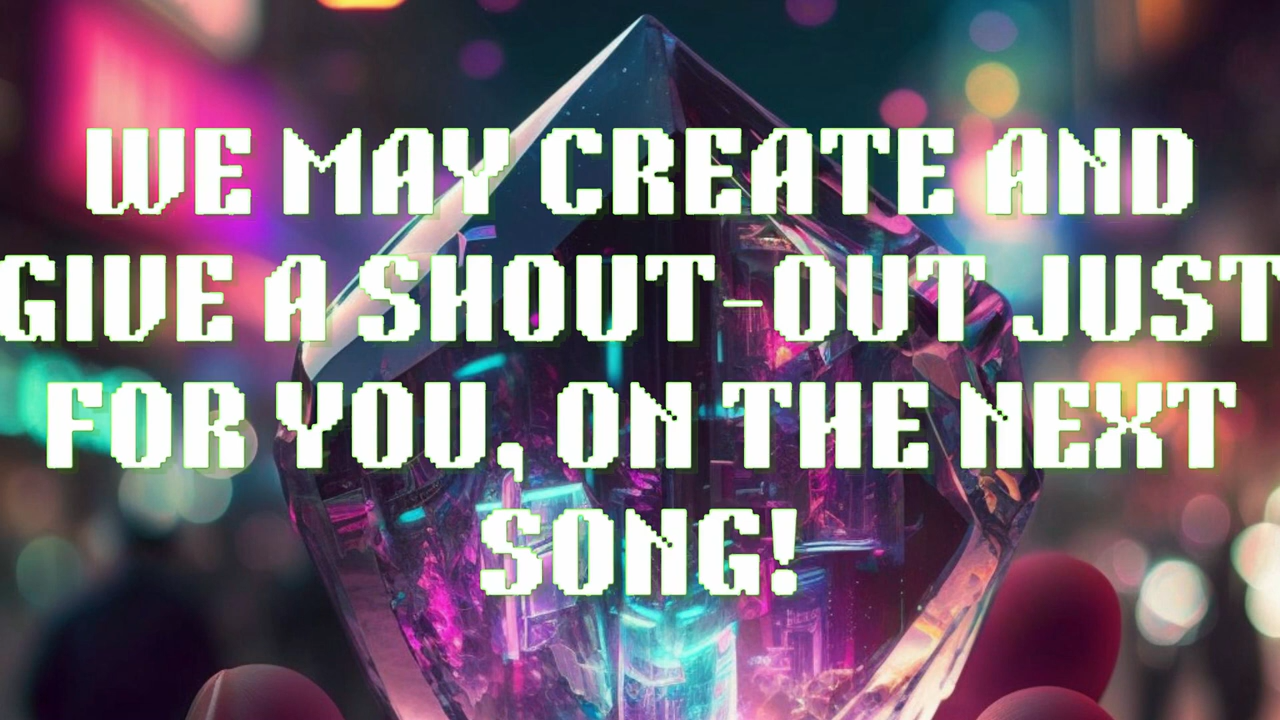 WE MAY CREATE AND
GIVE A SHOUT-OUT JUST
FOR YOU, ON THE NEXT
SONG!